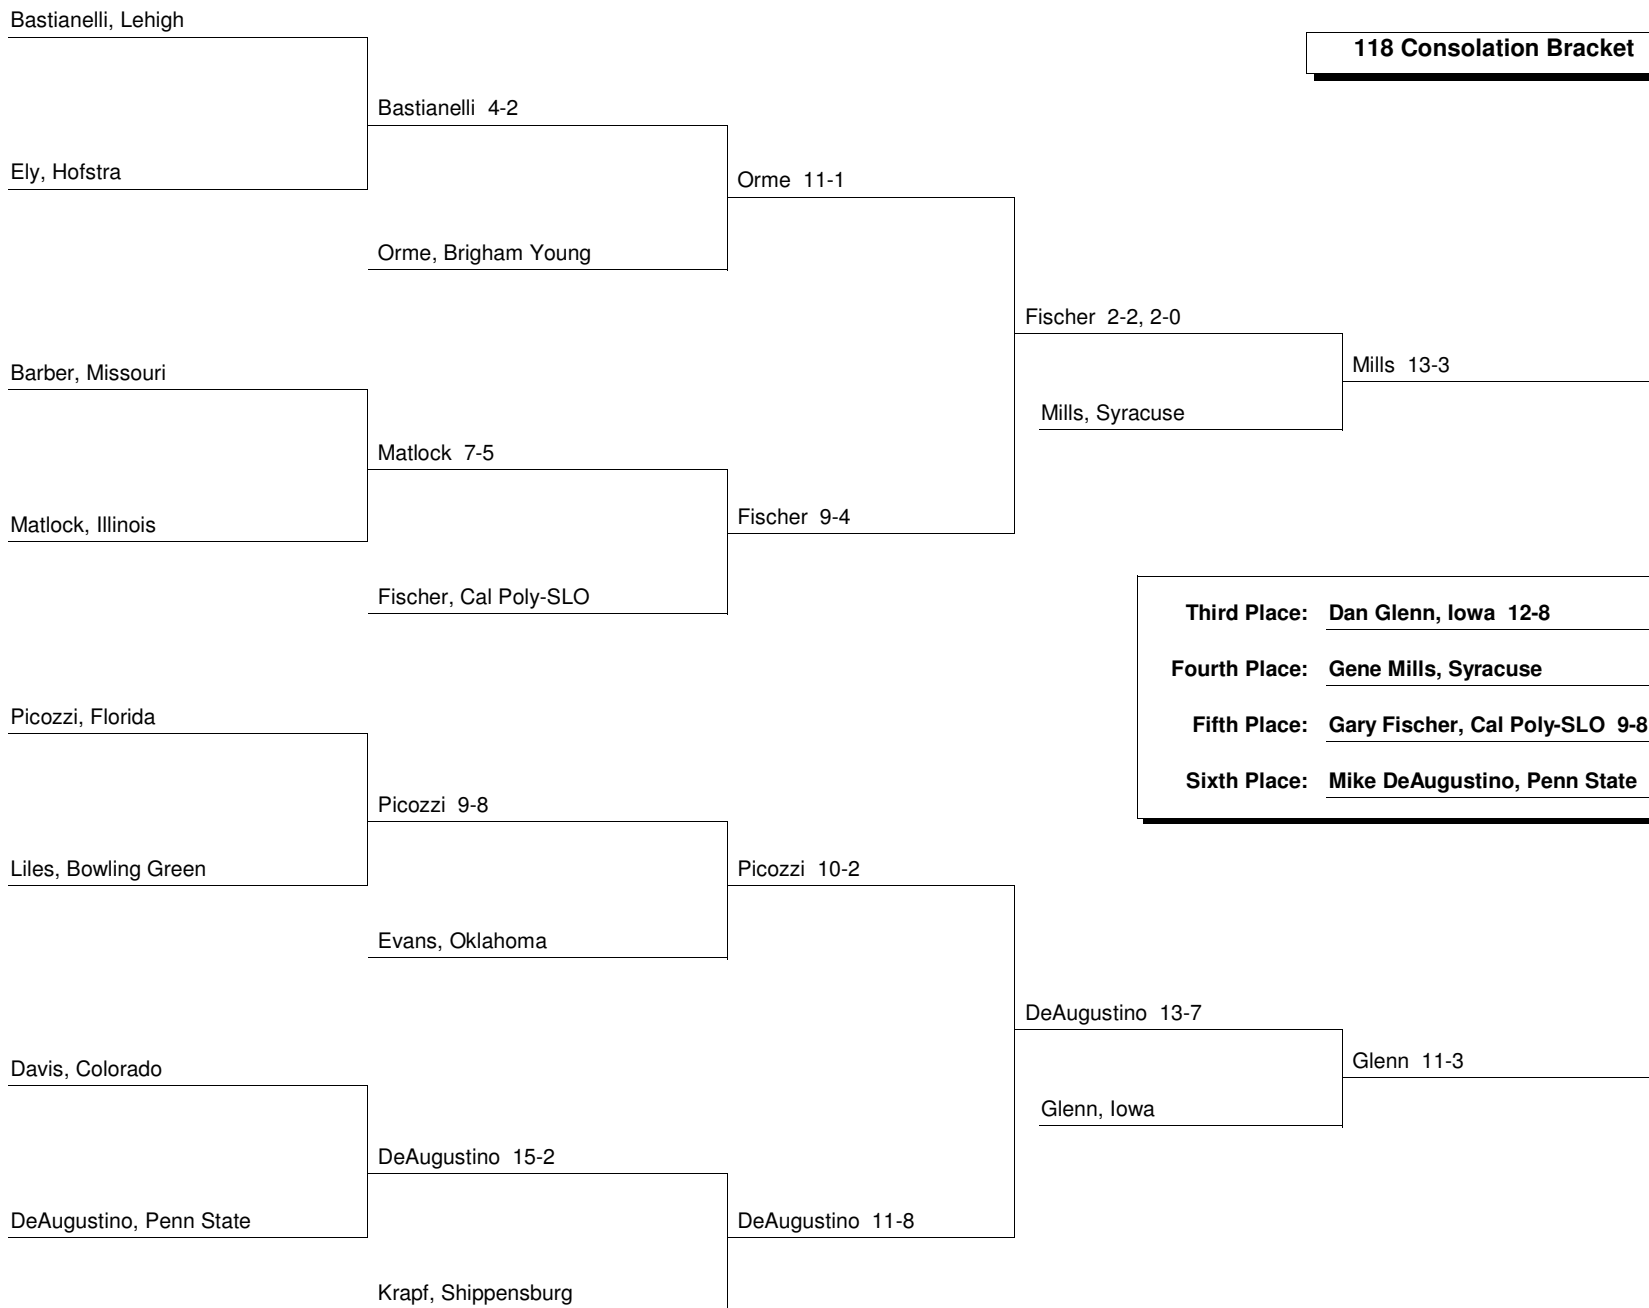 Bastianelli, Lehigh
118 Consolation Bracket
Bastianelli 4-2
Ely, Hofstra
Orme 11-1
Orme, Brigham Young
Fischer 2-2, 2-0
Barber, Missouri
Mills 13-3
Mills, Syracuse
Matlock 7-5
Matlock, Illinois
Fischer 9-4
Fischer, Cal Poly-SLO
Third Place: Dan Glenn, Iowa 12-8
Fourth Place: Gene Mills, Syracuse
Fifth Place: Gary Fischer, Cal Poly-SLO 9-8
Sixth Place: Mike DeAugustino, Penn State
Picozzi, Florida
Picozzi 9-8
Liles, Bowling Green
Picozzi 10-2
Evans, Oklahoma
DeAugustino 13-7
Davis, Colorado
Glenn 11-3
Glenn, Iowa
DeAugustino 15-2
DeAugustino, Penn State
DeAugustino 11-8
Krapf, Shippensburg